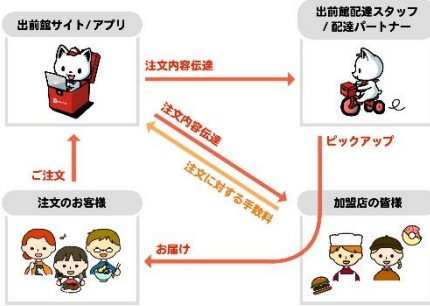 出前館サイト/アプリ
出前館配達スタッフ
/ 配達パートナー
注文内容伝達
注文内容伝達
注文に対する手数料
ピックアップ
ご注文
注文のお客様
加盟店の皆様
お届け